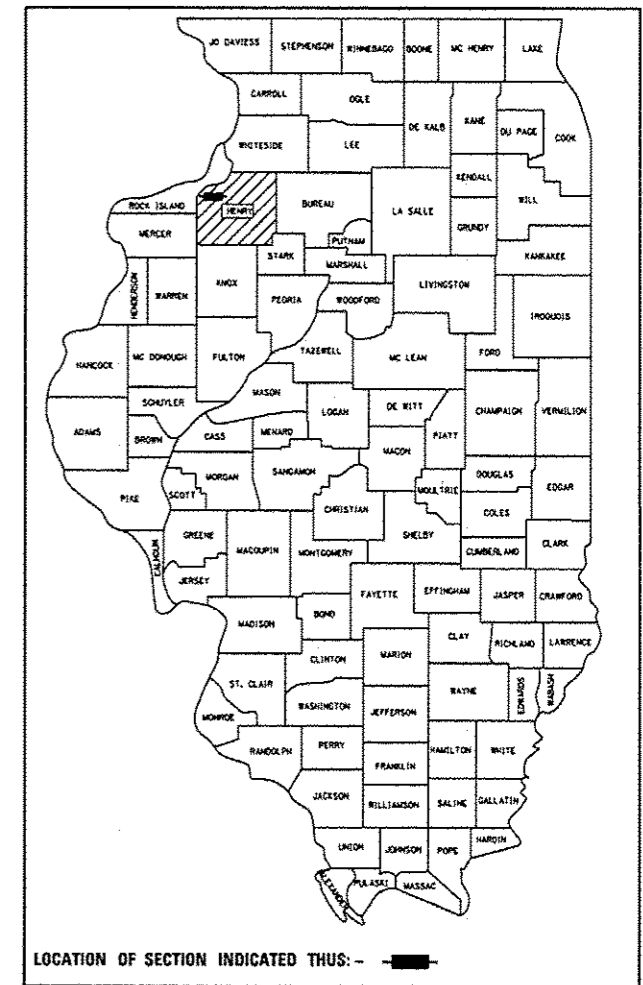 JO DAVIESS STEPHENSON WINNEBAGO BOONE MC HENRY LAKE
CARROLL OGLE DE KALB KANE DU PAGE COOK
WHITESIDE LEE
ROCK ISLAND HENRY BUREAU LA SALLE KENDALL WILL
MERCER PUTNAM GRUNDY
STARK MARSHALL KANKAKEE
HENDERSON WARREN KNOX PEORIA WOODFORD LIVINGSTON IROQUOIS
HANCOCK MC DONOUGH FULTON TAZEWELL MC LEAN FORD
MASON
SCHUYLER LOGAN DE WITT CHAMPAIGN VERMILION
ADAMS BROWN CASS MENARD MACON PIATT
PIKE SCOTT MORGAN SANGAMON MOULTRIE DOUGLAS EDGAR
CHRISTIAN COLES
CALHOUN GREENE MACOUPIN MONTGOMERY SHELBY CUMBERLAND CLARK
JERSEY
MADISON BOND FAYETTE EFFINGHAM JASPER CRAWFORD
CLINTON MARION CLAY RICHLAND LAWRENCE
ST. CLAIR WASHINGTON JEFFERSON WAYNE EDWARDS WABASH
MONROE
RANDOLPH PERRY HAMILTON WHITE
FRANKLIN
JACKSON WILLIAMSON SALINE GALLATIN
UNION JOHNSON POPE HARDIN
ALEXANDER PULASKI MASSAC
LOCATION OF SECTION INDICATED THUS: -